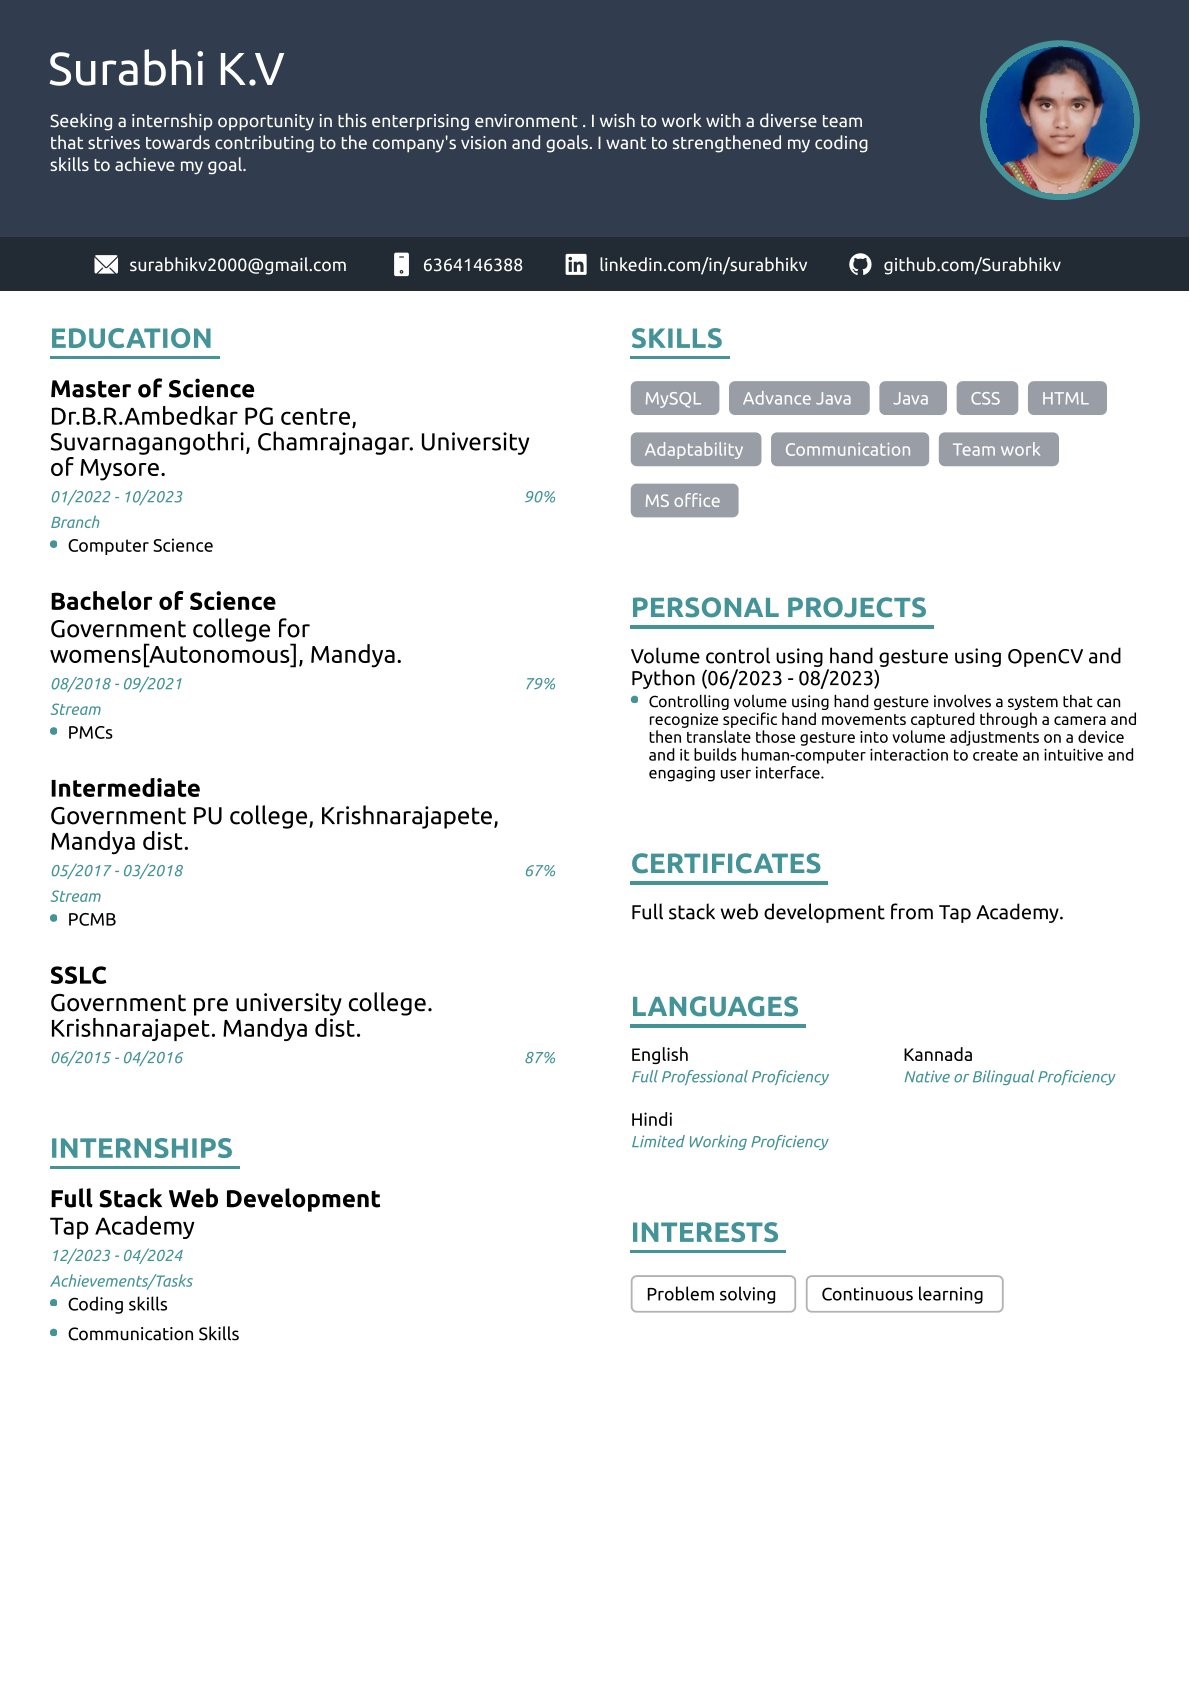 Surabhi K.V
Seeking a internship opportunity in this enterprising environment . I wish to work with a diverse team
that strives towards contributing to the company's vision and goals. I want to strengthened my coding
skills to achieve my goal.
surabhikv2000@gmail.com
6364146388
linkedin.com/in/surabhikv
github.com/Surabhikv
EDUCATION
Master of Science
Dr.B.R.Ambedkar PG centre,
Suvarnagangothri, Chamrajnagar. University
of Mysore.
01/2022 - 10/2023 90%
Branch
Computer Science
Bachelor of Science
Government college for
womens[Autonomous], Mandya.
08/2018 - 09/2021 79%
Stream
PMCs
Intermediate
Government PU college, Krishnarajapete,
Mandya dist.
05/2017 - 03/2018 67%
Stream
PCMB
SSLC
Government pre university college.
Krishnarajapet. Mandya dist.
06/2015 - 04/2016 87%
INTERNSHIPS
Full Stack Web Development
Tap Academy
12/2023 - 04/2024
Achievements/Tasks
Coding skills
Communication Skills
SKILLS
MySQL Advance Java Java CSS HTML
Adaptability Communication Team work
MS office
PERSONAL PROJECTS
Volume control using hand gesture using OpenCV and
Python (06/2023 - 08/2023)
Controlling volume using hand gesture involves a system that can
recognize specific hand movements captured through a camera and
then translate those gesture into volume adjustments on a device
and it builds human-computer interaction to create an intuitive and
engaging user interface.
CERTIFICATES
Full stack web development from Tap Academy.
LANGUAGES
English Kannada
Full Professional Proficiency Native or Bilingual Proficiency
Hindi
Limited Working Proficiency
INTERESTS
Problem solving Continuous learning